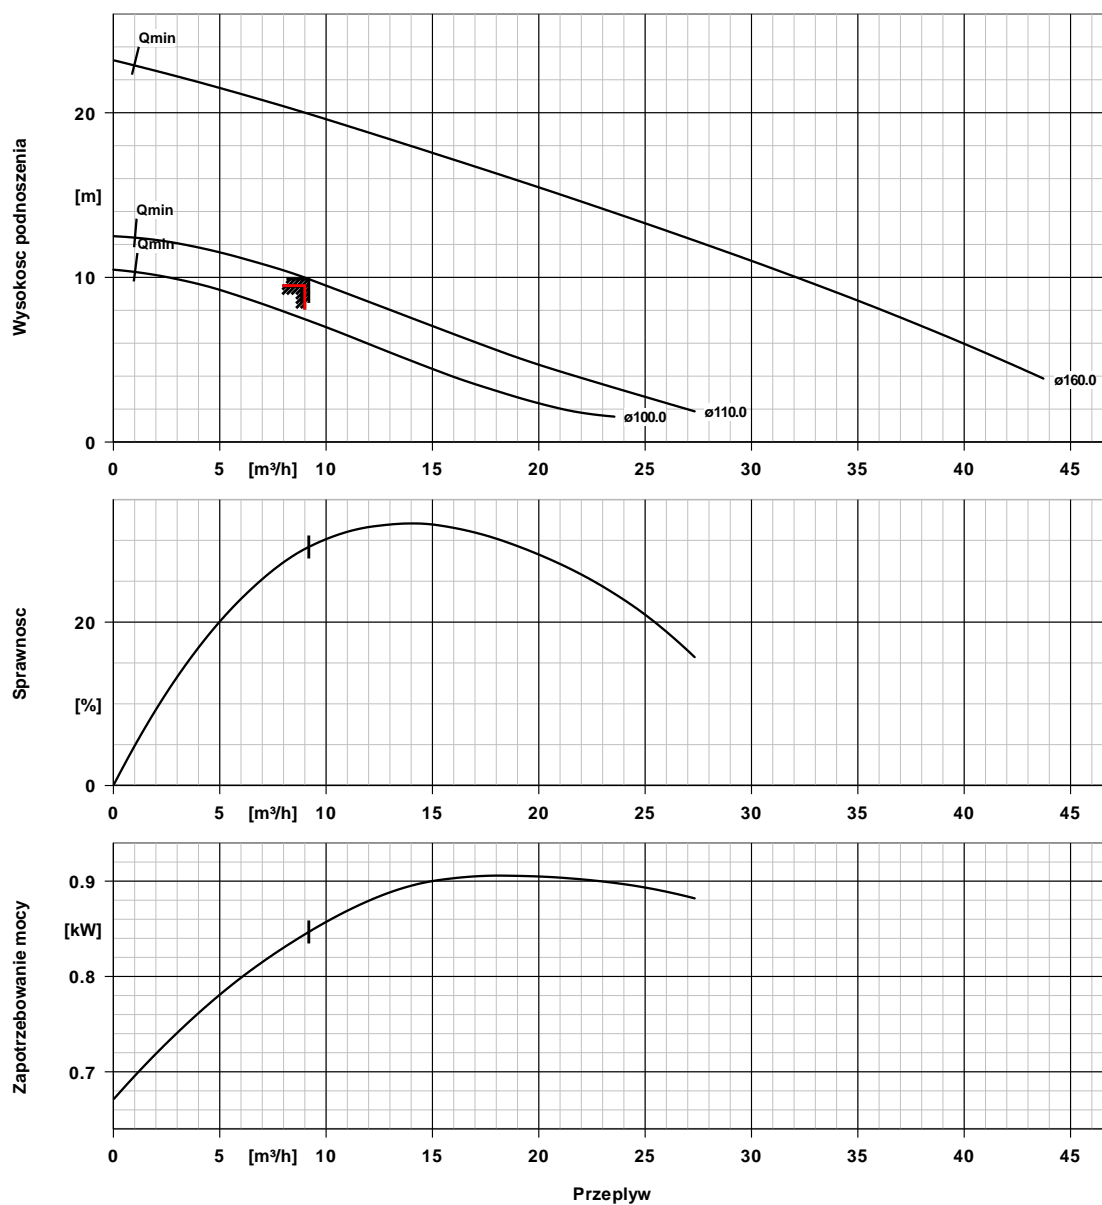 Qmin
20
Wysokosc podnoszenia
[m]
Qmin
Qmin
10
ø160.0
ø110.0
ø100.0
0
0 5 [m³/h] 10 15 20 25 30 35 40 45
Sprawnosc
20
[%]
0
0 5 [m³/h] 10 15 20 25 30 35 40 45
Zapotrzebowanie mocy
0.9
[kW]
0.8
0.7
0 5 [m³/h] 10 15 20 25 30 35 40 45
Przeplyw